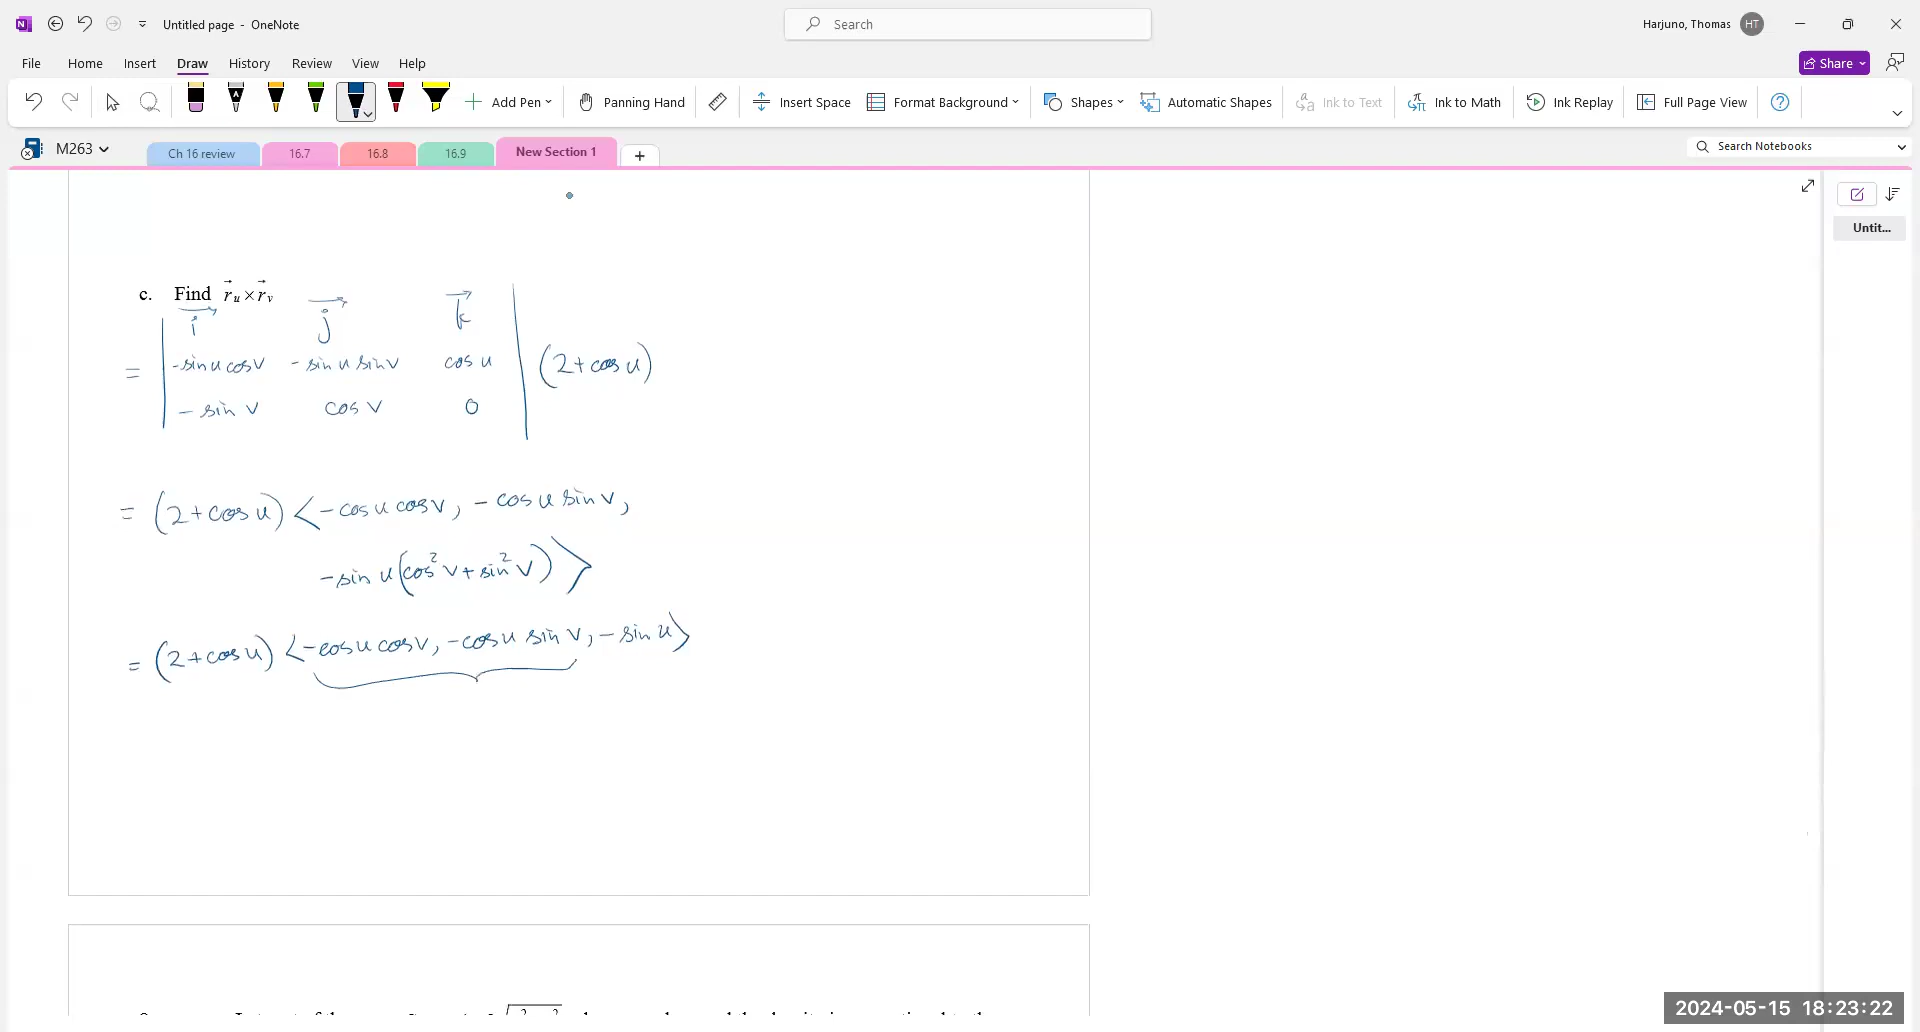 Untitled page - OneNote
Search
Harjuno, Thomas HT
File Home Insert Draw History Review View Help
Share
Add Pen Panning Hand Insert Space Format Background Shapes Automatic Shapes Ink to Text Ink to Math Ink Replay Full Page View
M263 Ch 16 review 16.7 16.8 16.9 New Section 1 +
Search Notebooks
Untit...
c. Find r⃗u × r⃗v
i⃗ j⃗ k⃗
= | -sin u cos v -sin u sin v cos u | (2+cos u)
- sin v cos v 0
= (2+cos u) < -cos u cos v, - cos u sin v,
-sin u (cos² v + sin² v) >
= (2+cos u) < -cos u cos v, -cos u sin v, - sin u >
2024-05-15 18:23:22